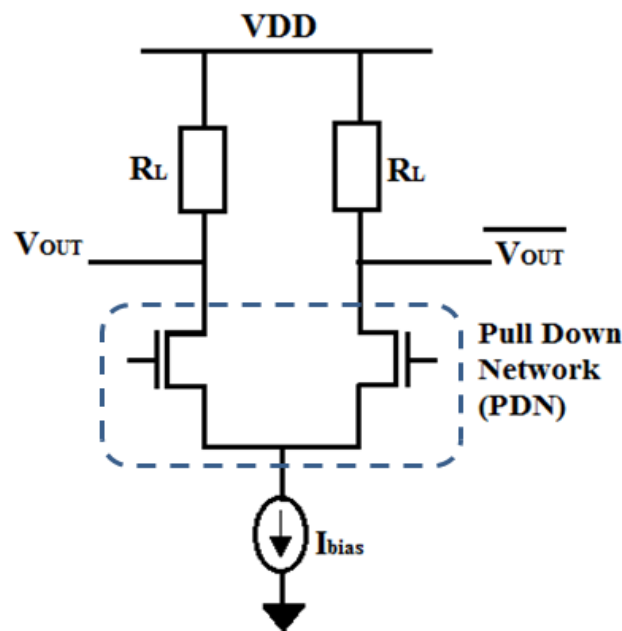 VDD
RL
RL
VOUT
VOUT
Pull Down
Network
(PDN)
Ibias